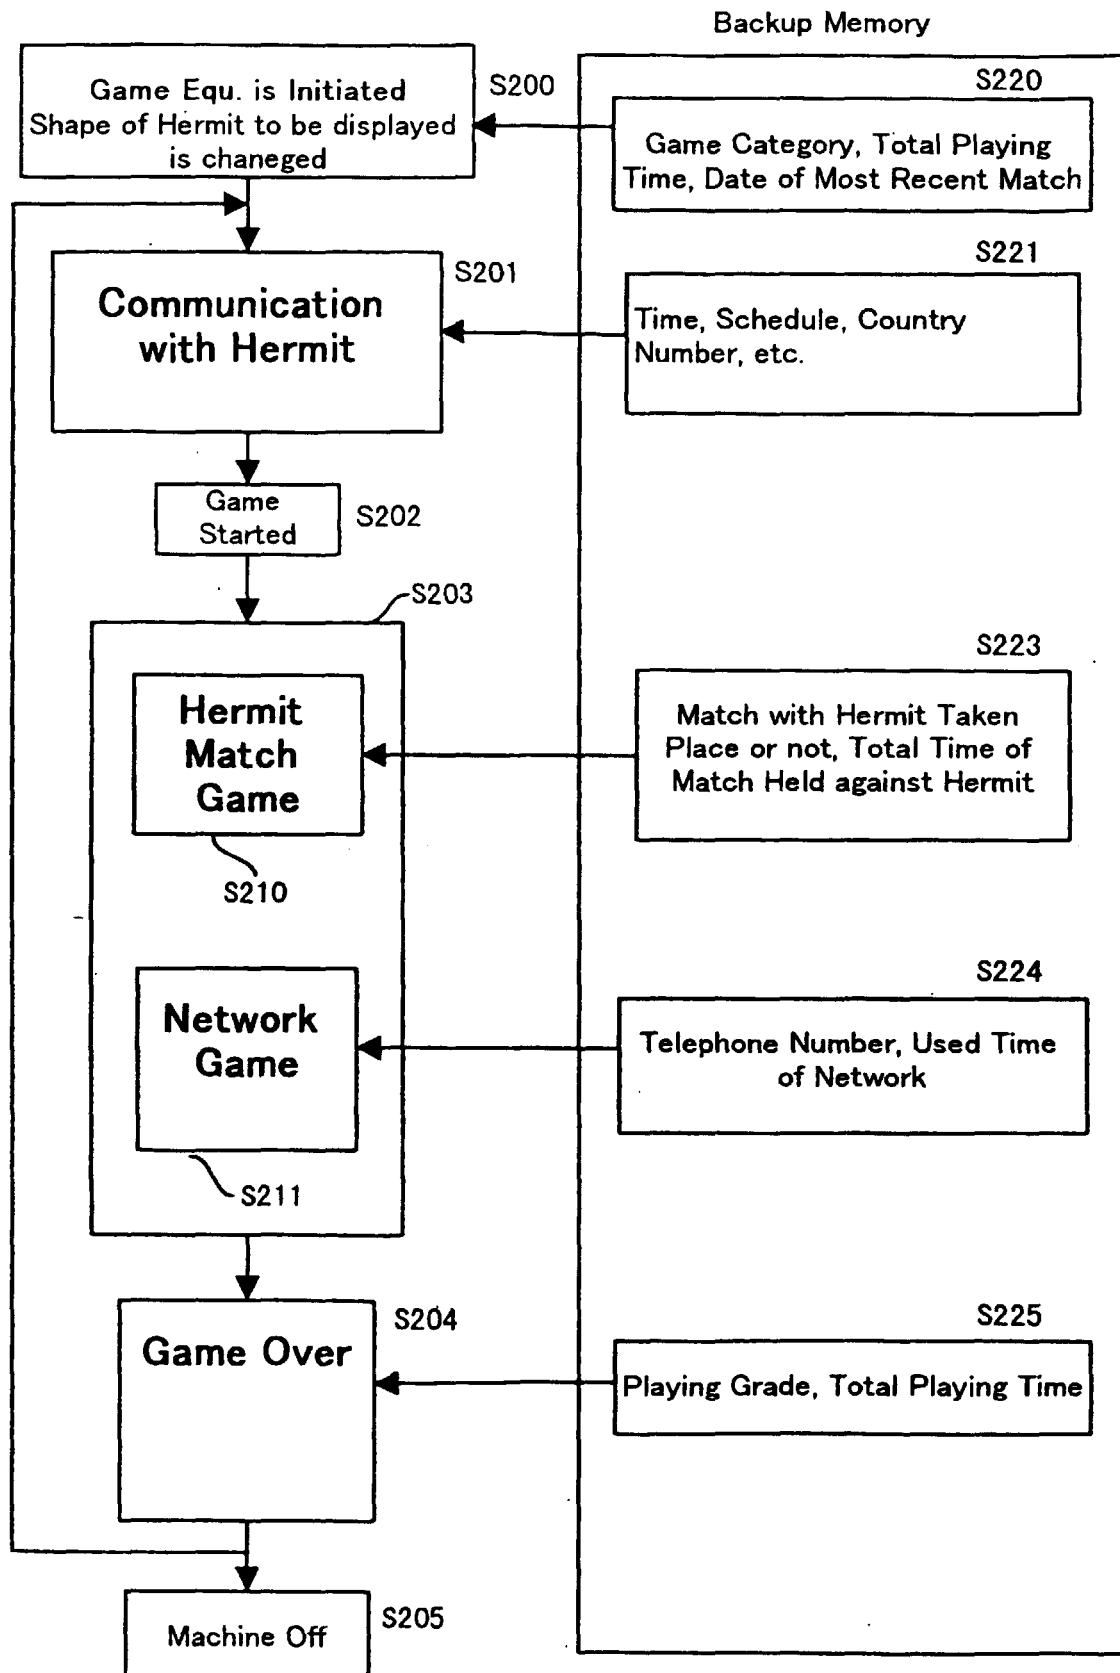 Backup Memory
Game Equ. is Initiated
Shape of Hermit to be displayed
is chaneged
S200
S220
Game Category, Total Playing
Time, Date of Most Recent Match
Communication
with Hermit
S201
S221
Time, Schedule, Country
Number, etc.
Game
Started
S202
S203
Hermit
Match
Game
S210
S223
Match with Hermit Taken
Place or not, Total Time of
Match Held against Hermit
Network
Game
S211
S224
Telephone Number, Used Time
of Network
Game Over
S204
S225
Playing Grade, Total Playing Time
Machine Off
S205